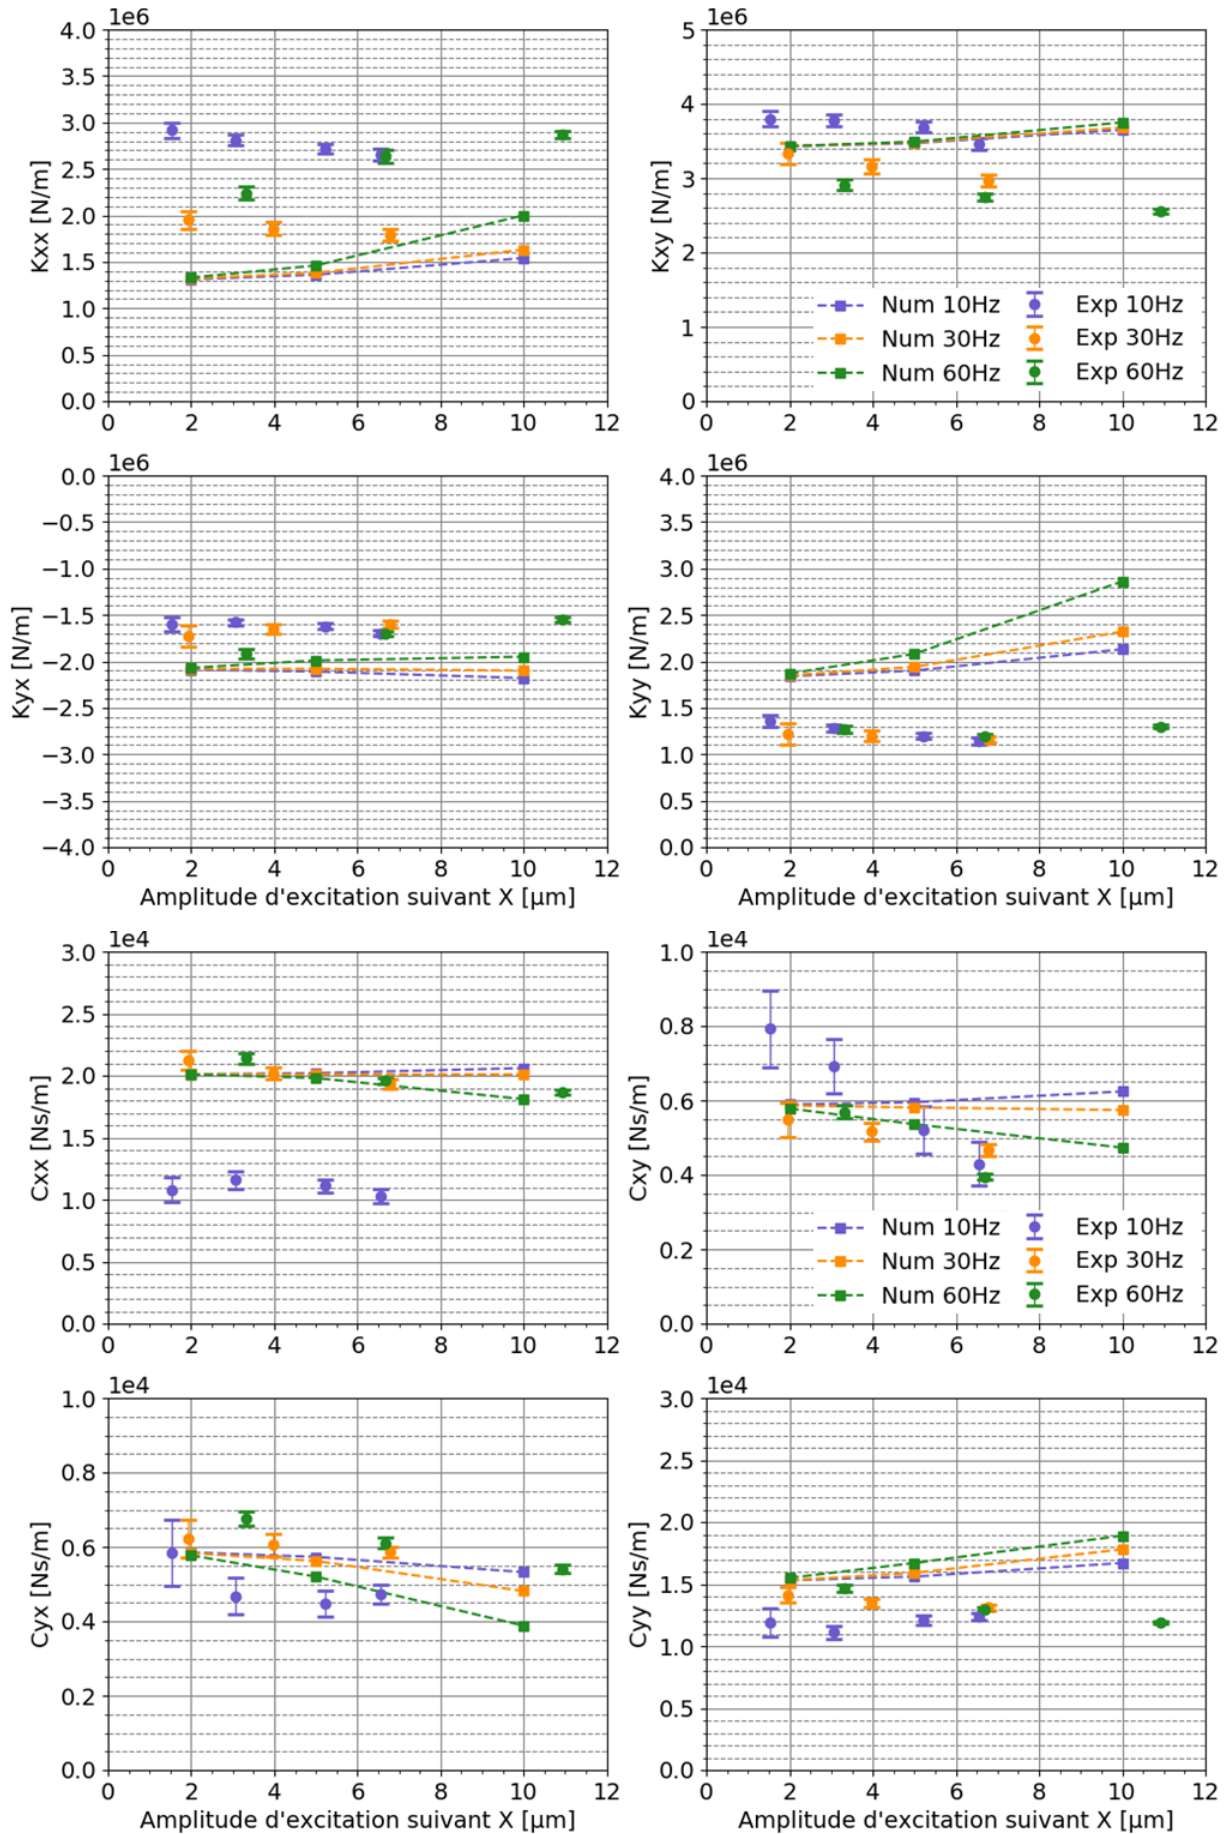 1e6
4.0
3.5
3.0
2.5
2.0
1.5
1.0
0.5
0.0
Kxx [N/m]
0 2 4 6 8 10 12
1e6
5
4
3
2
1
0
Kxy [N/m]
Num 10Hz Exp 10Hz
Num 30Hz Exp 30Hz
Num 60Hz Exp 60Hz
0 2 4 6 8 10 12
1e6
0.0
−0.5
−1.0
−1.5
−2.0
−2.5
−3.0
−3.5
−4.0
Kyx [N/m]
0 2 4 6 8 10 12
Amplitude d'excitation suivant X [μm]
1e6
4.0
3.5
3.0
2.5
2.0
1.5
1.0
0.5
0.0
Kyy [N/m]
0 2 4 6 8 10 12
Amplitude d'excitation suivant X [μm]
1e4
3.0
2.5
2.0
1.5
1.0
0.5
0.0
Cxx [Ns/m]
0 2 4 6 8 10 12
1e4
1.0
0.8
0.6
0.4
0.2
0.0
Cxy [Ns/m]
Num 10Hz Exp 10Hz
Num 30Hz Exp 30Hz
Num 60Hz Exp 60Hz
0 2 4 6 8 10 12
1e4
1.0
0.8
0.6
0.4
0.2
0.0
Cyx [Ns/m]
0 2 4 6 8 10 12
Amplitude d'excitation suivant X [μm]
1e4
3.0
2.5
2.0
1.5
1.0
0.5
0.0
Cyy [Ns/m]
0 2 4 6 8 10 12
Amplitude d'excitation suivant X [μm]